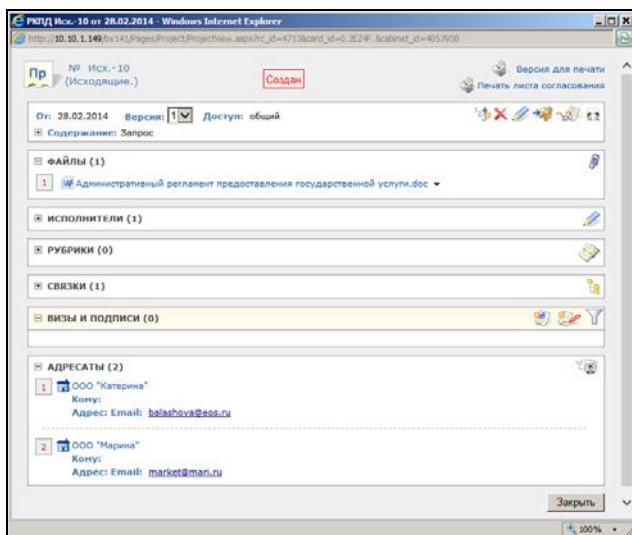 РКПД Исх.-10 от 28.02.2014 - Windows Internet Explorer
Пр
№ Исх.-10
(Исходящие.)
Создан
Версия для печати
Печать листа согласования
От: 28.02.2014 Версия: 1 Доступ: общий
Содержание: Запрос
ФАЙЛЫ (1)
1 Административный регламент предоставления государственной услуги.doc
ИСПОЛНИТЕЛИ (1)
РУБРИКИ (0)
СВЯЗКИ (1)
ВИЗЫ И ПОДПИСИ (0)
АДРЕСАТЫ (2)
1 ООО "Катерина"
Кому:
Адрес: Email: balashova@eos.ru
2 ООО "Марина"
Кому:
Адрес: Email: market@mari.ru
Закрыть
100%